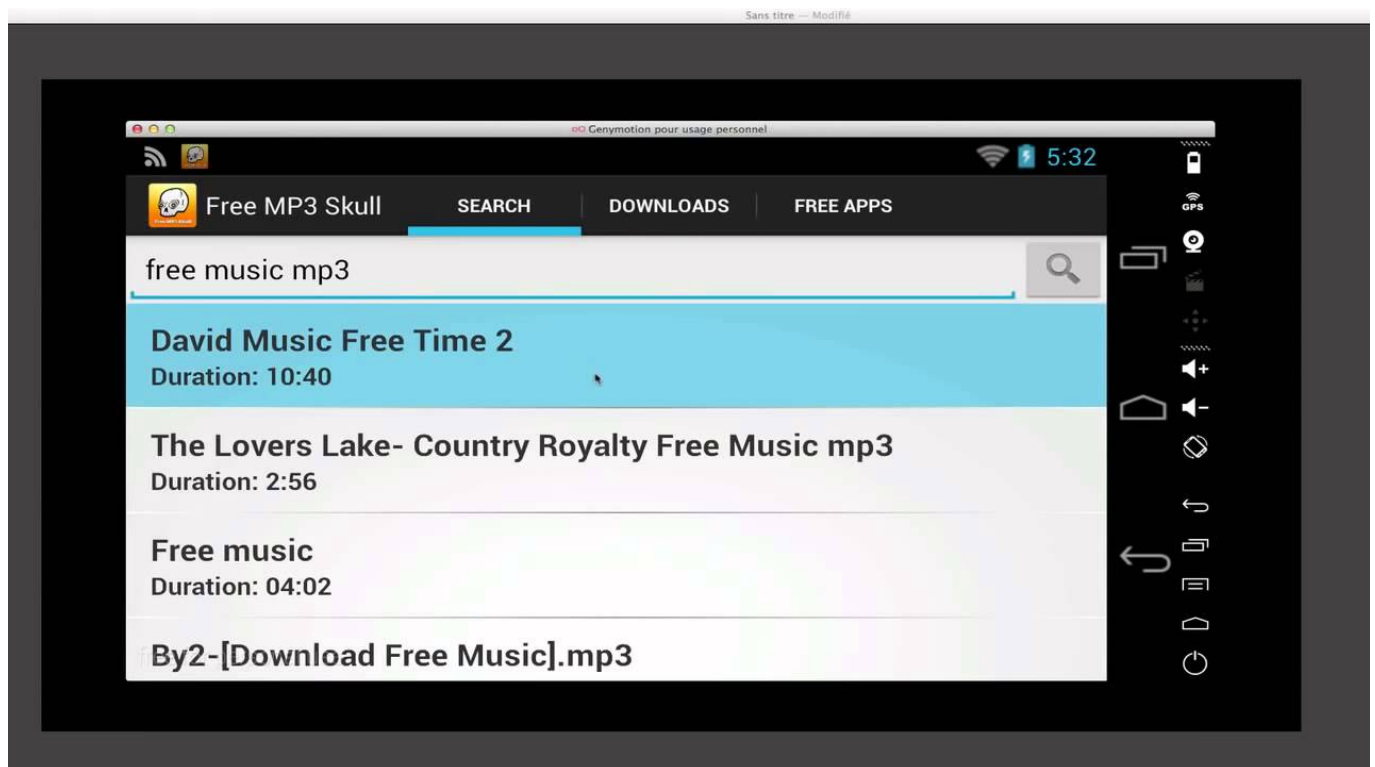 Sans titre — Modifié
Genymotion pour usage personnel
5:32
Free MP3 Skull
SEARCH
DOWNLOADS
FREE APPS
GPS
free music mp3
David Music Free Time 2
Duration: 10:40
The Lovers Lake- Country Royalty Free Music mp3
Duration: 2:56
Free music
Duration: 04:02
By2-[Download Free Music].mp3